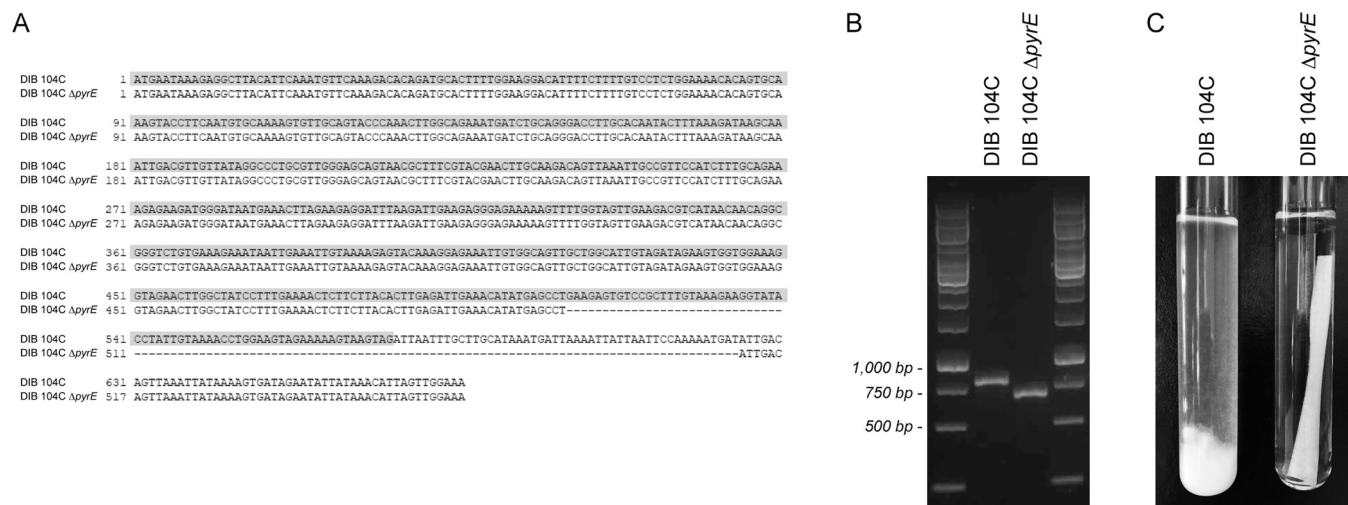 A
DIB 104C 1 ATGAATAAAGAGGCTTACATTCAAATGTTCAAAGACACAGATGCACTTTTGGAAGGACATTTTCTTTTGTCCTCTGGAAAACACAGTGCA
DIB 104C ΔpyrE 1 ATGAATAAAGAGGCTTACATTCAAATGTTCAAAGACACAGATGCACTTTTGGAAGGACATTTTCTTTTGTCCTCTGGAAAACACAGTGCA
DIB 104C 91 AAGTACCTTCAATGTGCAAAAGTGTTGCAGTACCCAAACTTGGCAGAAATGATCTGCAGGGACCTTGCACAATACTTTAAAGATAAGCAA
DIB 104C ΔpyrE 91 AAGTACCTTCAATGTGCAAAAGTGTTGCAGTACCCAAACTTGGCAGAAATGATCTGCAGGGACCTTGCACAATACTTTAAAGATAAGCAA
DIB 104C 181 ATTGACGTTGTTATAGGCCCTGCGTTGGGAGCAGTAACGCTTTCGTACGAACTTGCAAGACAGTTAAATTGCCGTTCCATCTTTGCAGAA
DIB 104C ΔpyrE 181 ATTGACGTTGTTATAGGCCCTGCGTTGGGAGCAGTAACGCTTTCGTACGAACTTGCAAGACAGTTAAATTGCCGTTCCATCTTTGCAGAA
DIB 104C 271 AGAGAAGATGGGATAATGAAACTTAGAAGAGGATTTAAGATTGAAGAGGGAGAAAAAGTTTTGGTAGTTGAAGACGTCATAACAACAGGC
DIB 104C ΔpyrE 271 AGAGAAGATGGGATAATGAAACTTAGAAGAGGATTTAAGATTGAAGAGGGAGAAAAAGTTTTGGTAGTTGAAGACGTCATAACAACAGGC
DIB 104C 361 GGGTCTGTGAAAGAAATAATTGAAATTGTAAAAGAGTACAAAGGAGAAATTGTGGCAGTTGCTGGCATTGTAGATAGAAGTGGTGGAAAG
DIB 104C ΔpyrE 361 GGGTCTGTGAAAGAAATAATTGAAATTGTAAAAGAGTACAAAGGAGAAATTGTGGCAGTTGCTGGCATTGTAGATAGAAGTGGTGGAAAG
DIB 104C 451 GTAGAACTTGGCTATCCTTTGAAAACTCTTCTTACACTTGAGATTGAAACATATGAGCCTGAAGAGTGTCCGCTTTGTAAAGAAGGTATA
DIB 104C ΔpyrE 451 GTAGAACTTGGCTATCCTTTGAAAACTCTTCTTACACTTGAGATTGAAACATATGAGCCT------------------------------
DIB 104C 541 CCTATTGTAAAACCTGGAAGTAGAAAAAGTAAGTAGATTAATTTGCTTGCATAAATGATTAAAATTATTAATTCCAAAAATGATATTGAC
DIB 104C ΔpyrE 511 ------------------------------------------------------------------------------------ATTGAC
DIB 104C 631 AGTTAAATTATAAAAGTGATAGAATATTATAAACATTAGTTGGAAA
DIB 104C ΔpyrE 517 AGTTAAATTATAAAAGTGATAGAATATTATAAACATTAGTTGGAAA
B
DIB 104C
DIB 104C ΔpyrE
1,000 bp -
750 bp -
500 bp -
C
DIB 104C
DIB 104C ΔpyrE